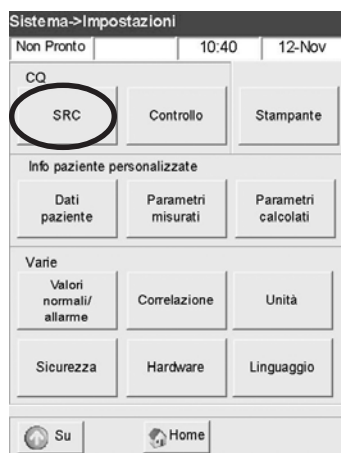 Sistema->Impostazioni
Non Pronto 10:40 12-Nov
CQ
SRC Controllo Stampante
Info paziente personalizzate
Dati paziente
Parametri misurati
Parametri calcolati
Varie
Valori normali/ allarme
Correlazione
Unità
Sicurezza Hardware Linguaggio
Su Home